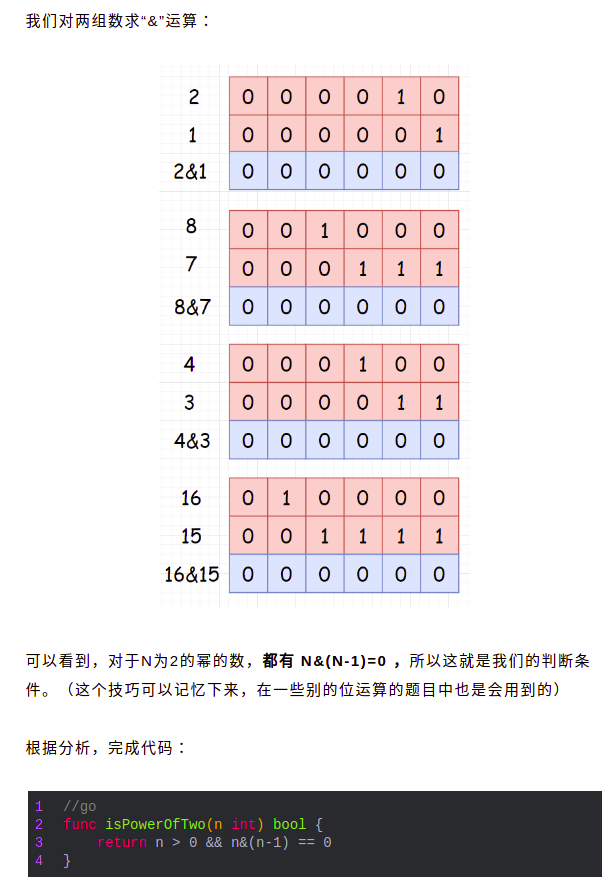 我们对两组数求“&”运算：
2 0 0 0 0 1 0
1 0 0 0 0 0 1
2&1 0 0 0 0 0 0
8 0 0 1 0 0 0
7 0 0 0 1 1 1
8&7 0 0 0 0 0 0
4 0 0 0 1 0 0
3 0 0 0 0 1 1
4&3 0 0 0 0 0 0
16 0 1 0 0 0 0
15 0 0 1 1 1 1
16&15 0 0 0 0 0 0
可以看到，对于N为2的幂的数，都有 N&(N-1)=0 ，所以这就是我们的判断条
件。（这个技巧可以记忆下来，在一些别的位运算的题目中也是会用到的）
根据分析，完成代码：
1 //go
2 func isPowerOfTwo(n int) bool {
3 return n > 0 && n&(n-1) == 0
4 }